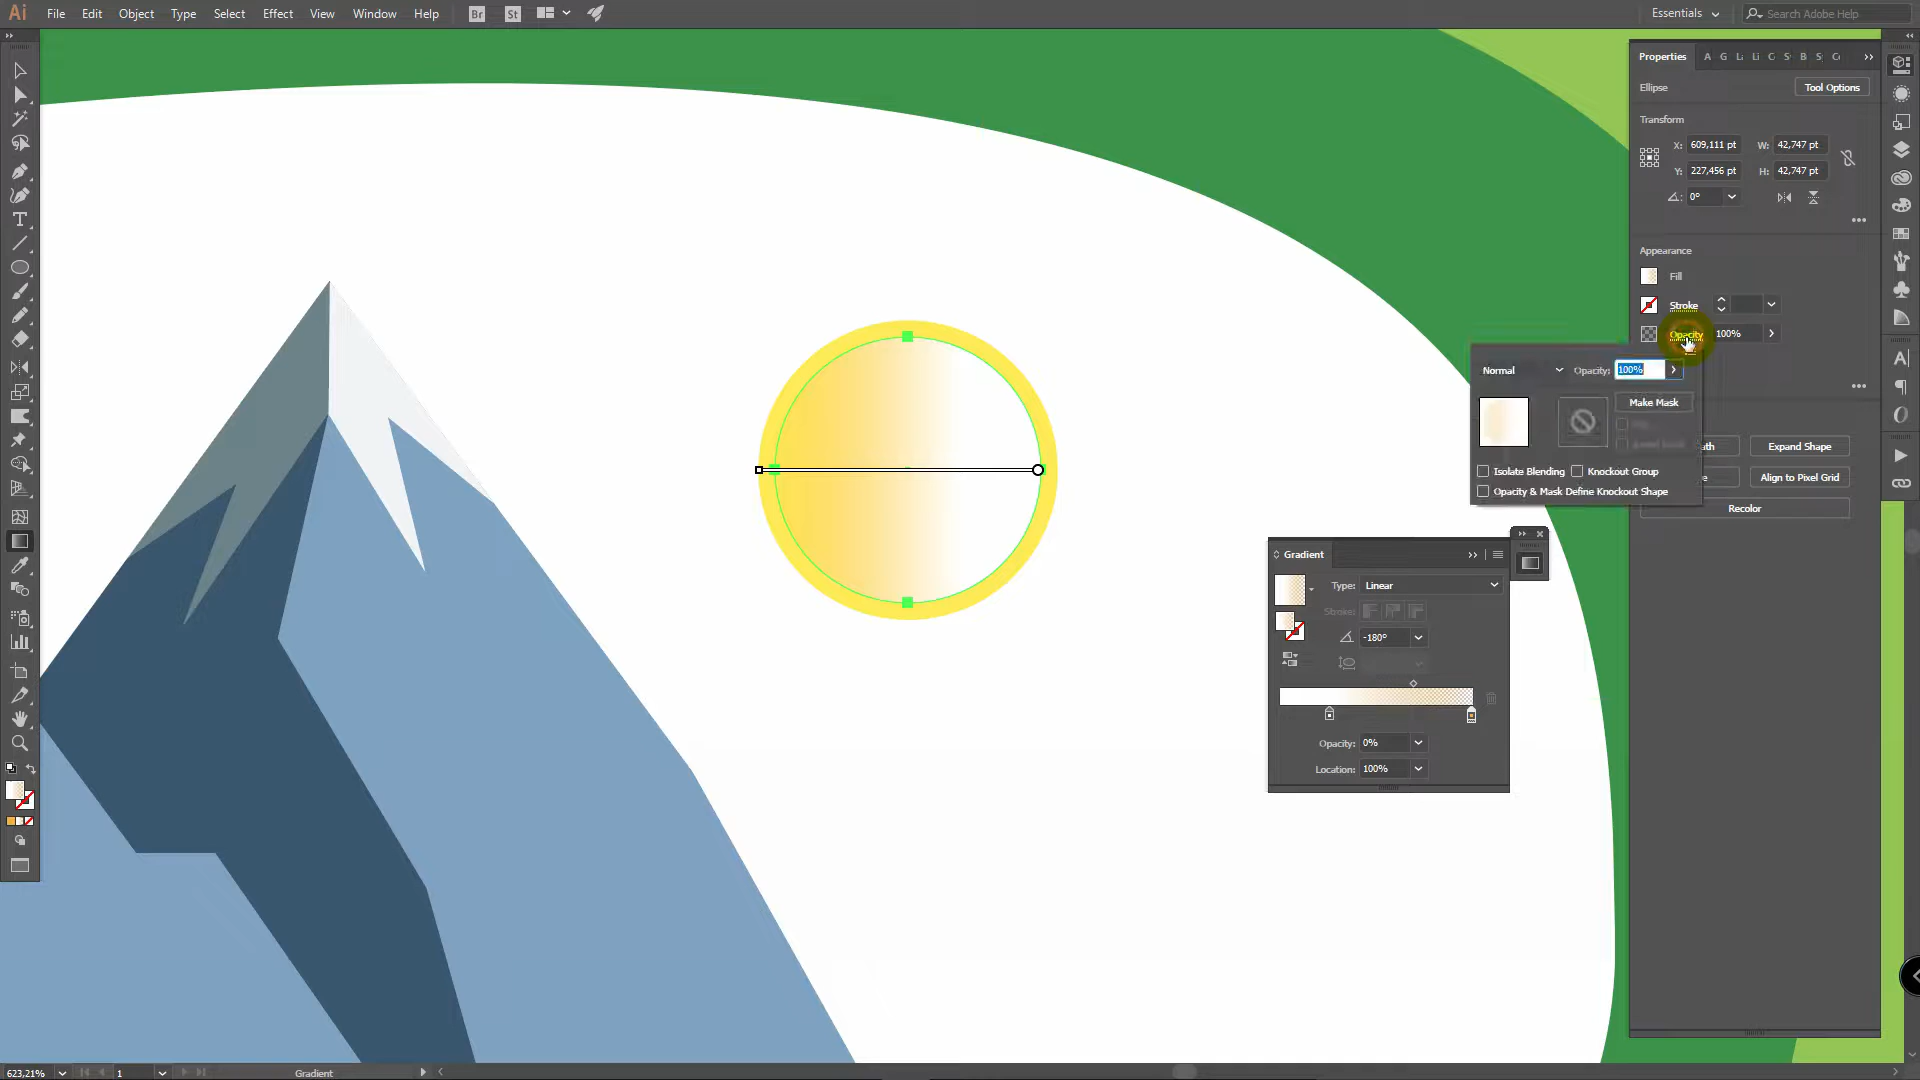 Ai File Edit Object Type Select Effect View Window Help Br St Essentials Search Adobe Help
Properties A G L Li C S B S C
Ellipse Tool Options
Transform
X: 609,111 pt W: 42,747 pt
Y: 227,456 pt H: 42,747 pt
0°
Appearance
Fill
Stroke
Opacity 100%
Normal Opacity: 100%
Make Mask
Expand Shape
Isolate Blending Knockout Group
Align to Pixel Grid
Opacity & Mask Define Knockout Shape
Recolor
Gradient
Type: Linear
Stroke:
-180°
Opacity: 0%
Location: 100%
623,21% 1 Gradient